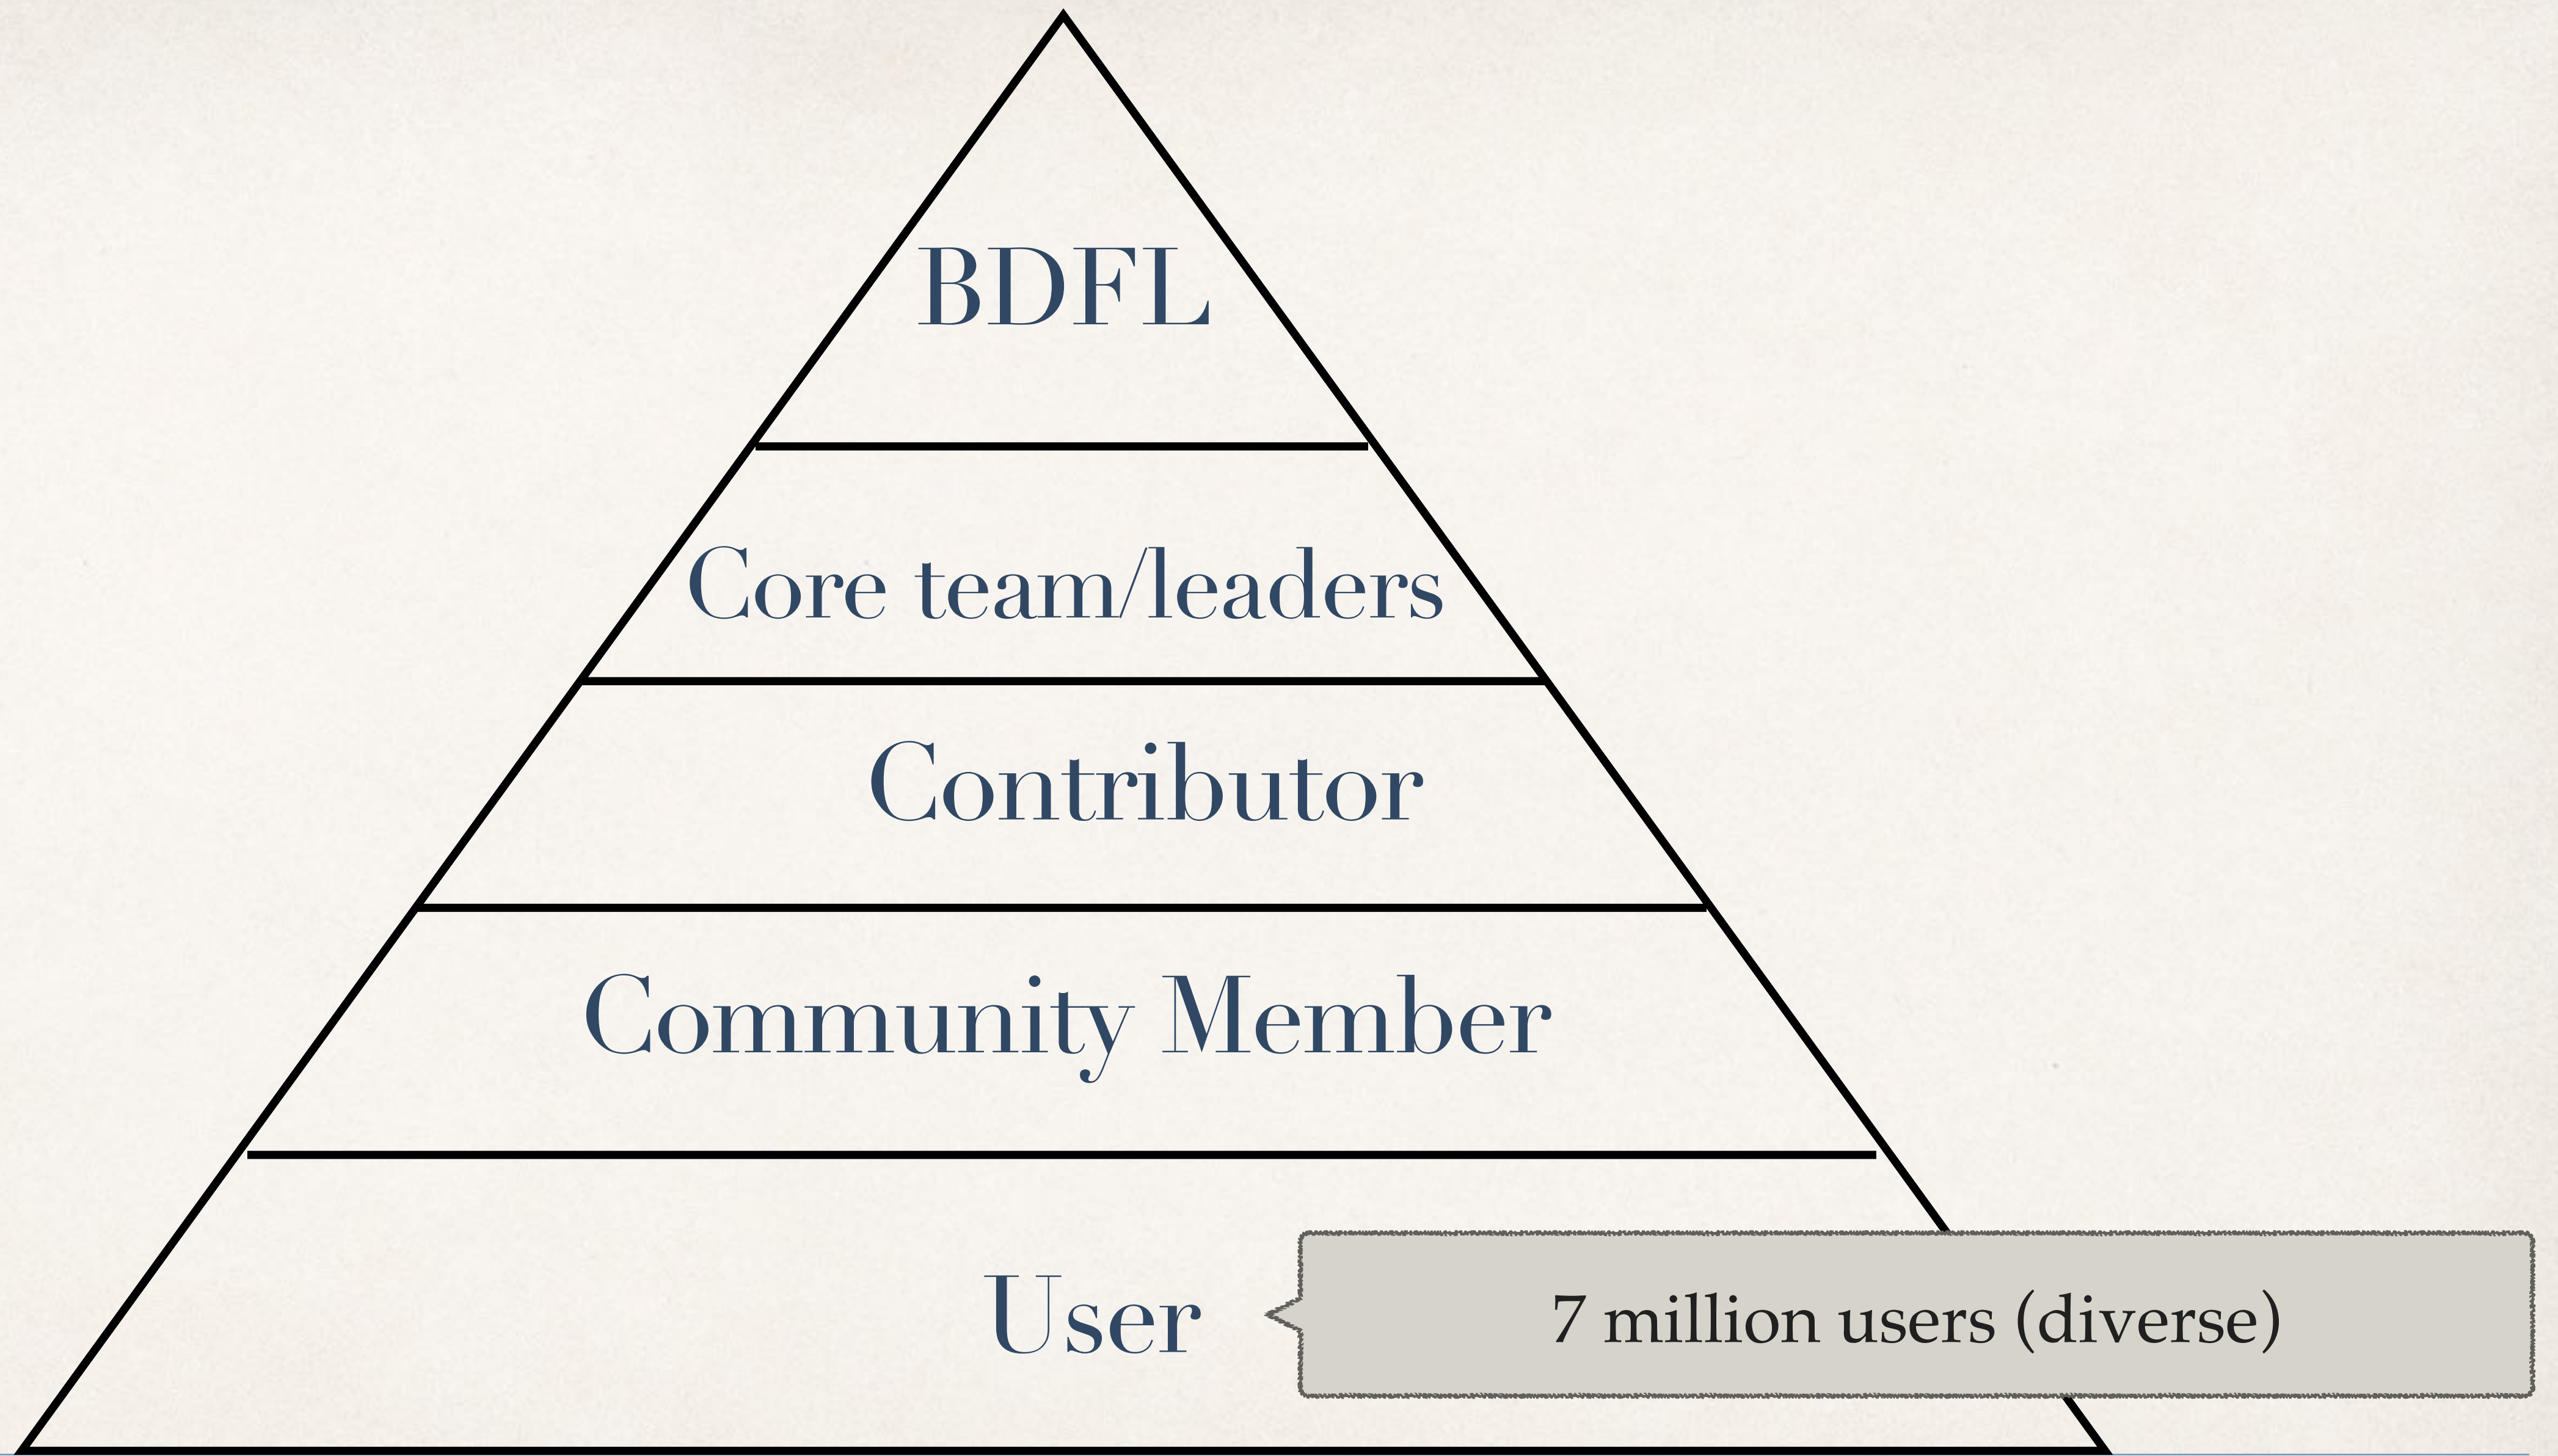 BDFL
Core team/leaders
Contributor
Community Member
User
7 million users (diverse)